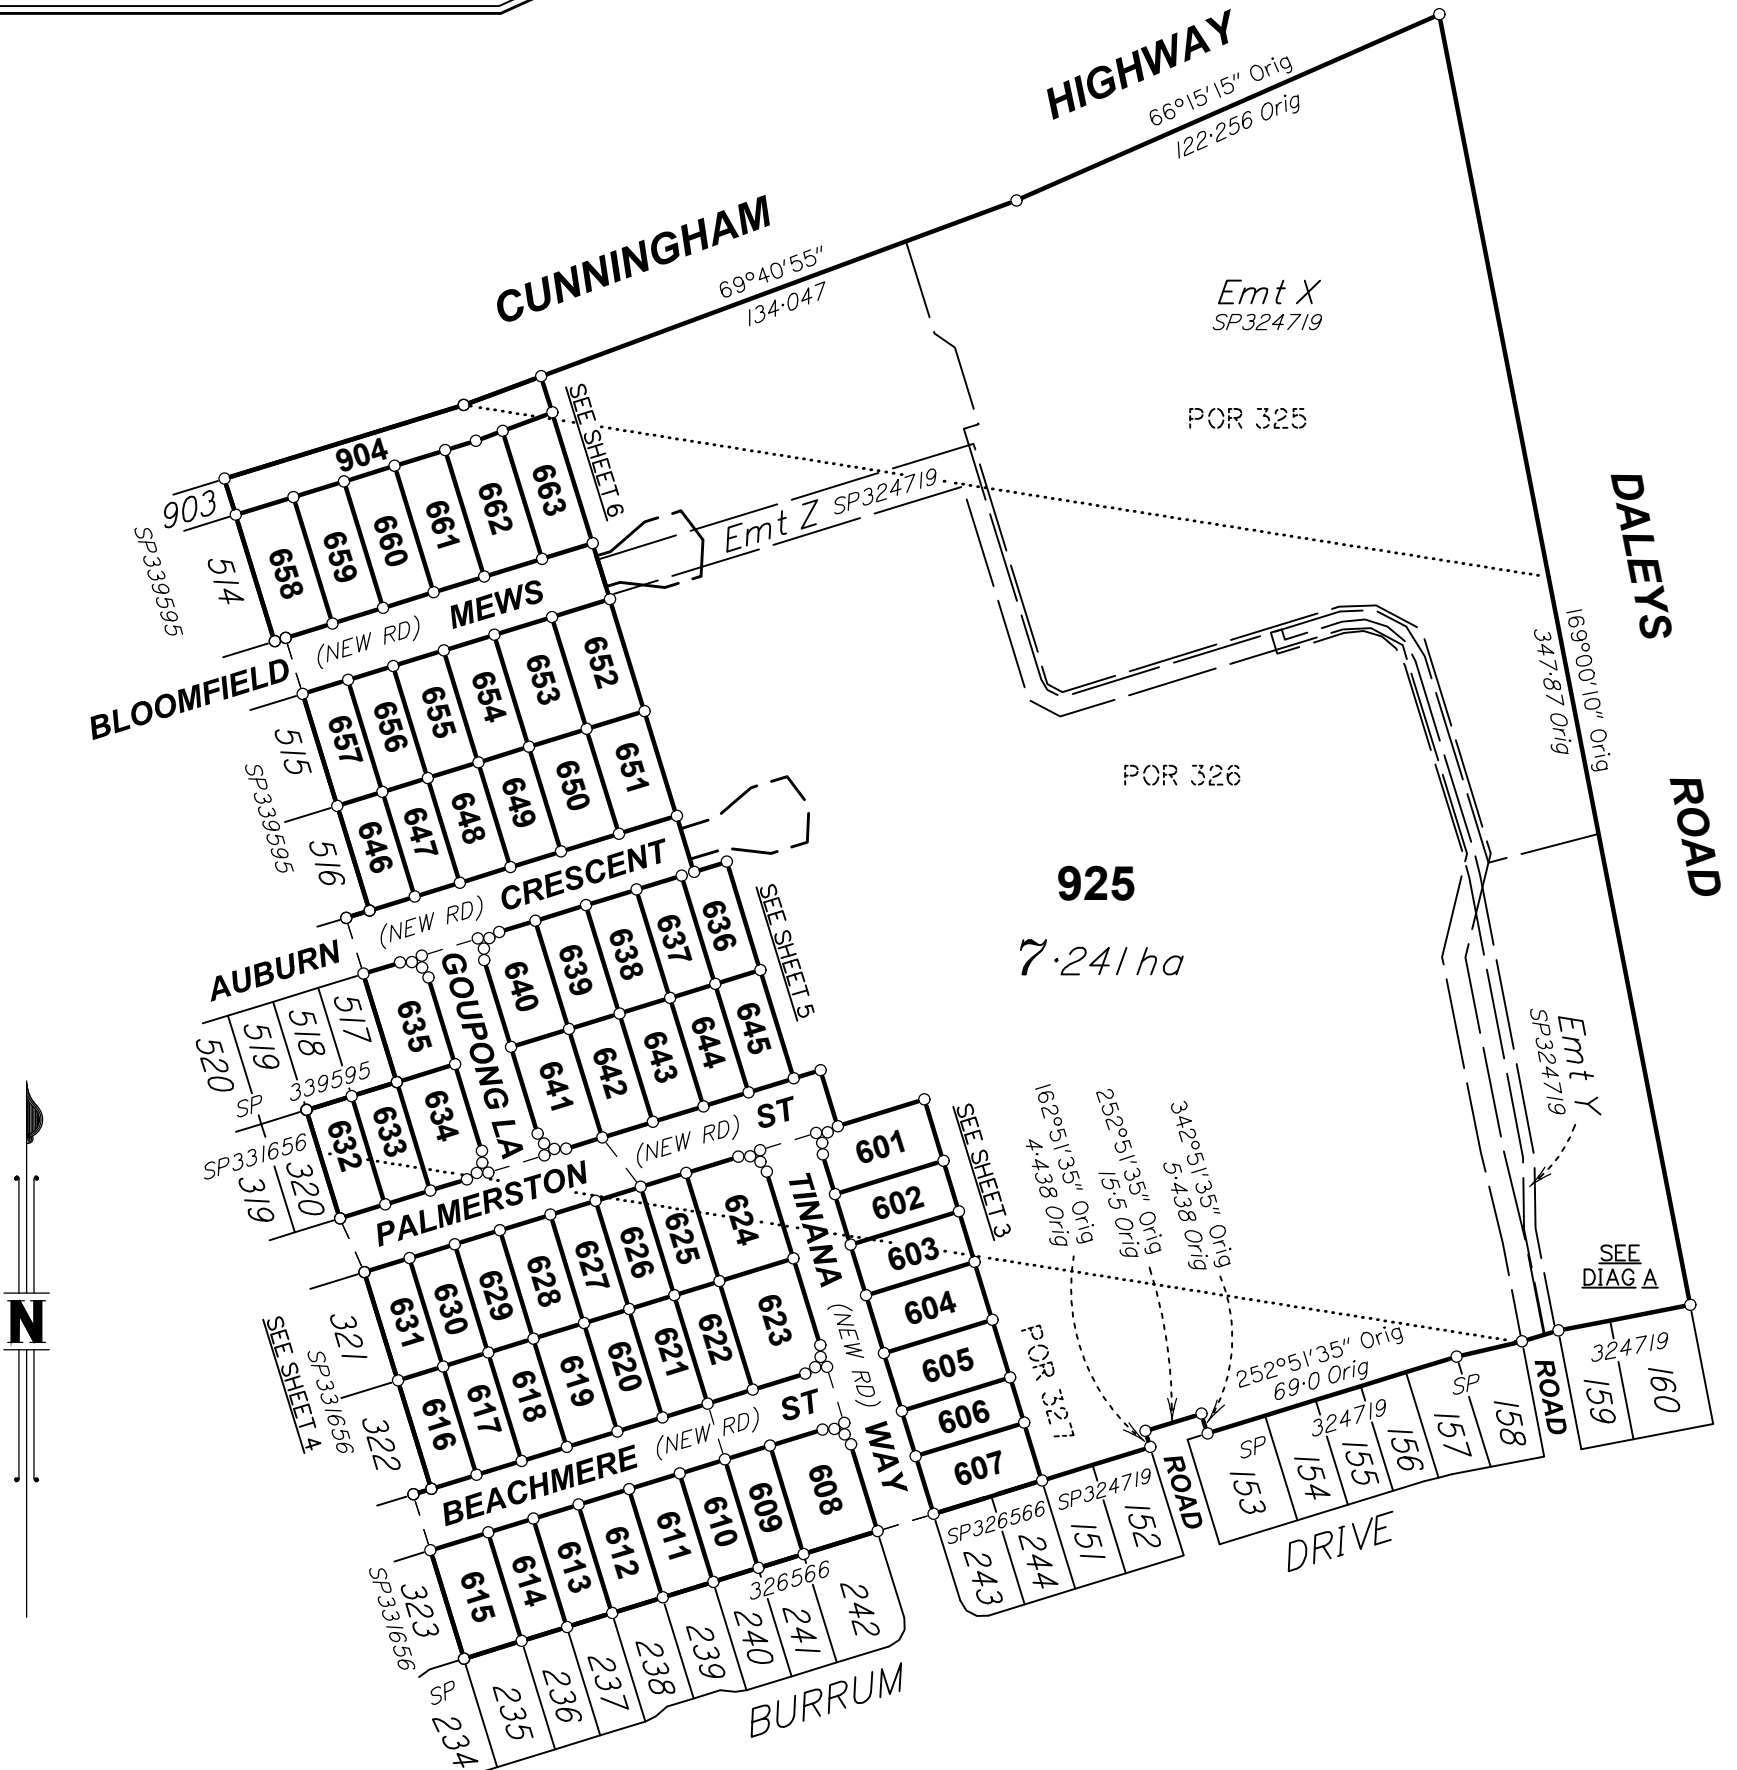 HIGHWAY
66°15'15" Orig
122·256 Orig
CUNNINGHAM
69°40'55"
134·047
Emt X
SP324719
POR 325
SEE SHEET 6
904
903
SP339595
514
658
659
660
661
662
663
Emt Z SP324719
DALEYS
ROAD
169°00'10" Orig
347·87 Orig
BLOOMFIELD
(NEW RD)
MEWS
515
SP339595
516
657
656
655
654
653
652
646
647
648
649
650
651
POR 326
925
7·241 ha
AUBURN
(NEW RD)
CRESCENT
SEE SHEET 5
520
519
518
517
SP 339595
635
GOUPONG LA
640
639
638
637
636
SP331656
319
320
632
633
634
641
642
643
644
645
Emt Y
SP324719
PALMERSTON
(NEW RD)
ST
SEE SHEET 3
162°51'35" Orig
4·438 Orig
252°51'35" Orig
15·5 Orig
342°51'35" Orig
5·438 Orig
SEE
DIAG A
601
602
603
604
605
606
607
TINANA
(NEW RD)
WAY
POR 327
SEE SHEET 4
321
SP331656
322
631
630
629
628
627
626
625
624
616
617
618
619
620
621
622
623
252°51'35" Orig
69·0 Orig
N
BEACHMERE
(NEW RD)
ST
323
SP331656
615
614
613
612
611
610
609
608
SP
234
235
236
237
238
239
240
241
242
326566
BURRUM
SP326566
243
244
SP324719
151
152
ROAD
SP
324719
153
154
155
156
SP
157
158
ROAD
324719
159
160
DRIVE